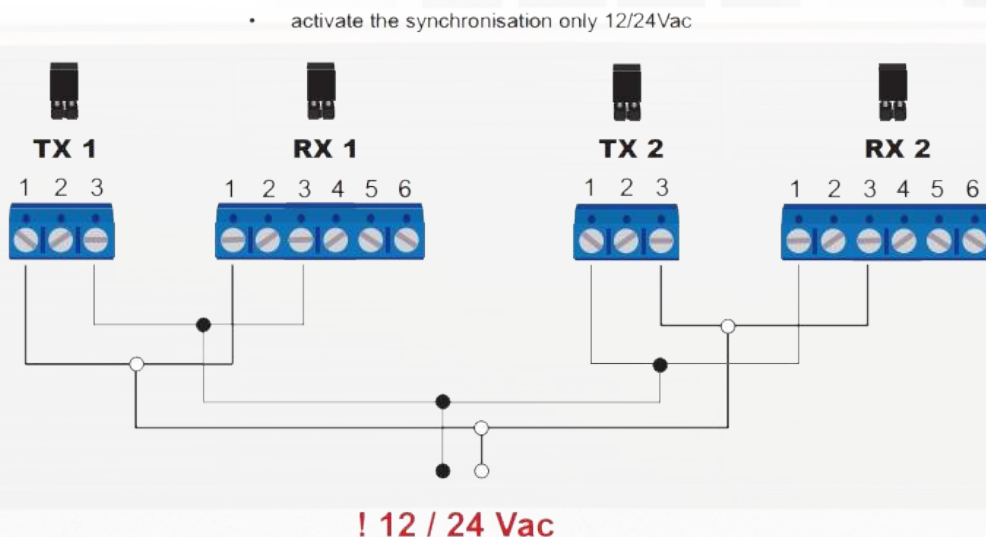 • activate the synchronisation only 12/24Vac
TX 1 RX 1 TX 2 RX 2
1 2 3 1 2 3 4 5 6 1 2 3 1 2 3 4 5 6
! 12 / 24 Vac